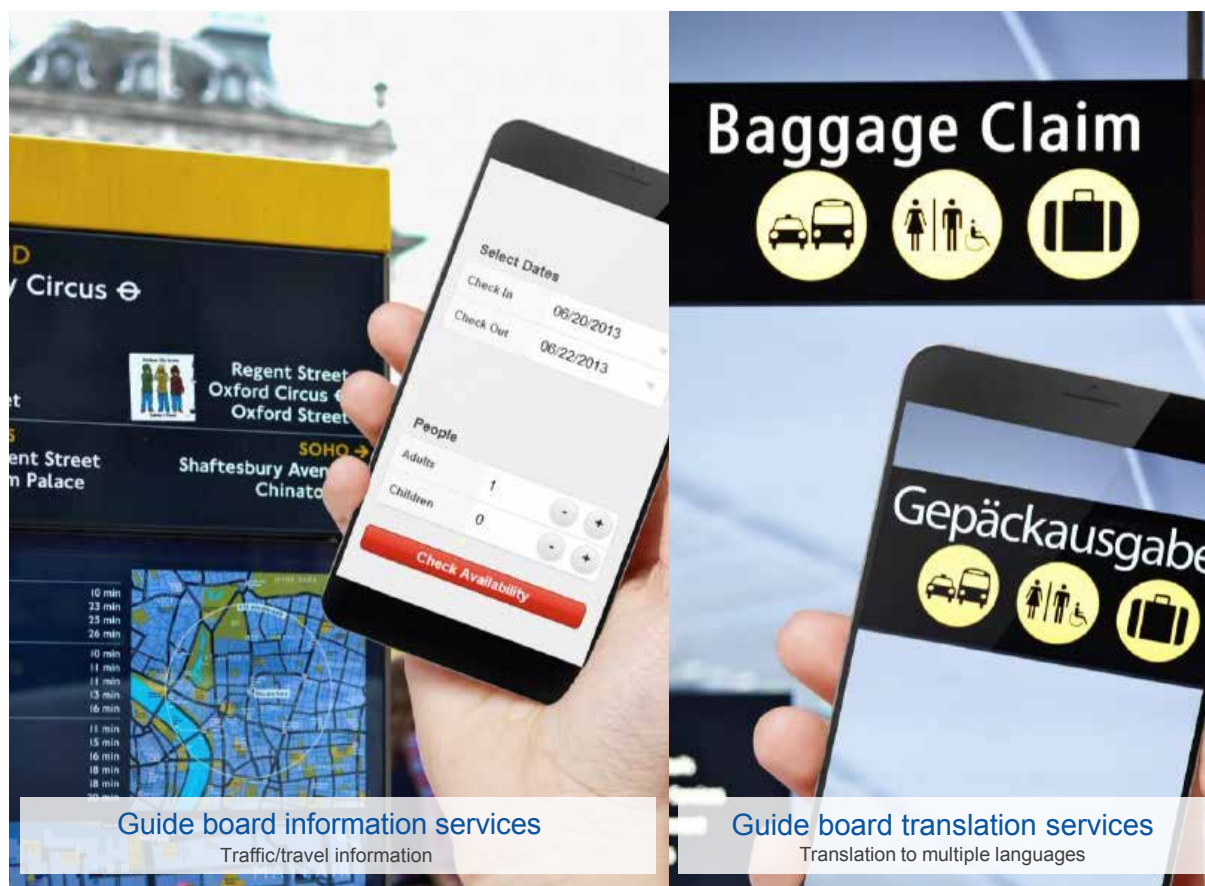 D
Circus
Regent Street
Oxford Circus
Oxford Street
SOHO →
ent Street
Palace
Shaftesbury Aven
Chinato
10 min
23 min
25 min
26 min
10 min
11 min
11 min
13 min
16 min
11 min
15 min
16 min
18 min
18 min
20 min
Select Dates
Check In 06/20/2013
Check Out 06/22/2013
People
Adults 1 - +
Children 0 - +
Check Availability
Guide board information services
Traffic/travel information
Baggage Claim
Gepäckausgabe
Guide board translation services
Translation to multiple languages